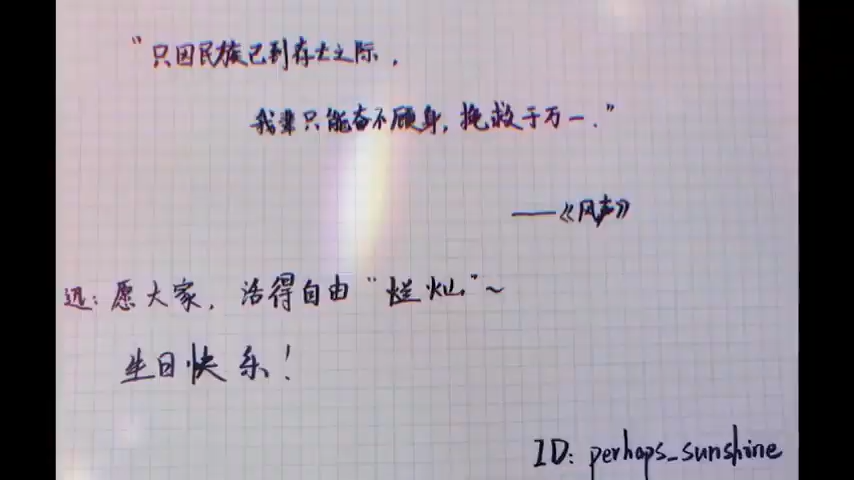 “只因民族已到存亡之际，
我辈只能奋不顾身，挽救于万一．”
——《风声》
迅：愿大家，活得自由“烂灿”～
生日快乐！
ID: perhaps_sunshine